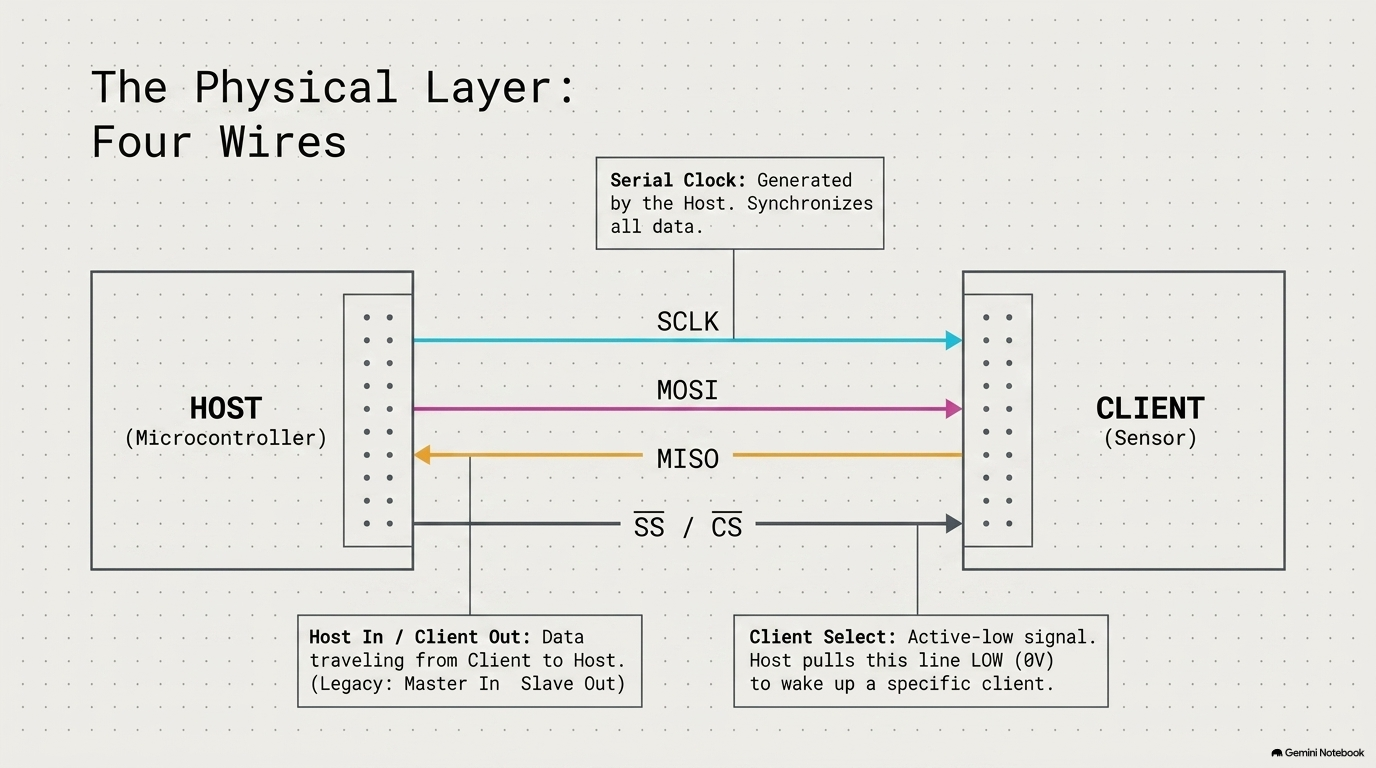 The Physical Layer:
Four Wires
Serial Clock: Generated
by the Host. Synchronizes
all data.
SCLK
MOSI
HOST
(Microcontroller)
CLIENT
(Sensor)
MISO
S̅S̅ / C̅S̅
Host In / Client Out: Data
traveling from Client to Host.
(Legacy: Master In  Slave Out)
Client Select: Active-low signal.
Host pulls this line LOW (0V)
to wake up a specific client.
Gemini Notebook